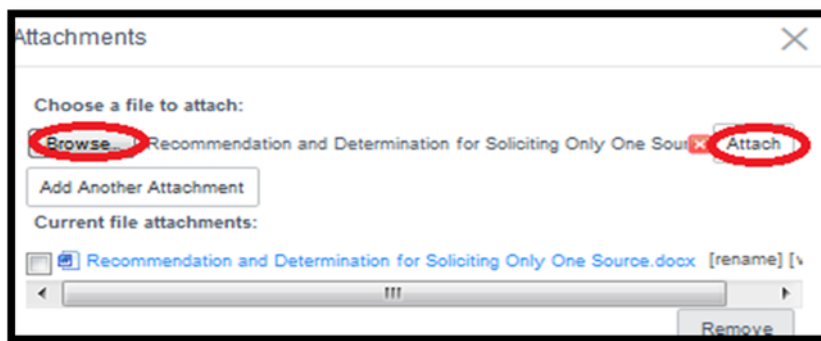 Attachments
Choose a file to attach:
Browse... Recommendation and Determination for Soliciting Only One Sour Attach
Add Another Attachment
Current file attachments:
Recommendation and Determination for Soliciting Only One Source.docx [rename] [v
Remove